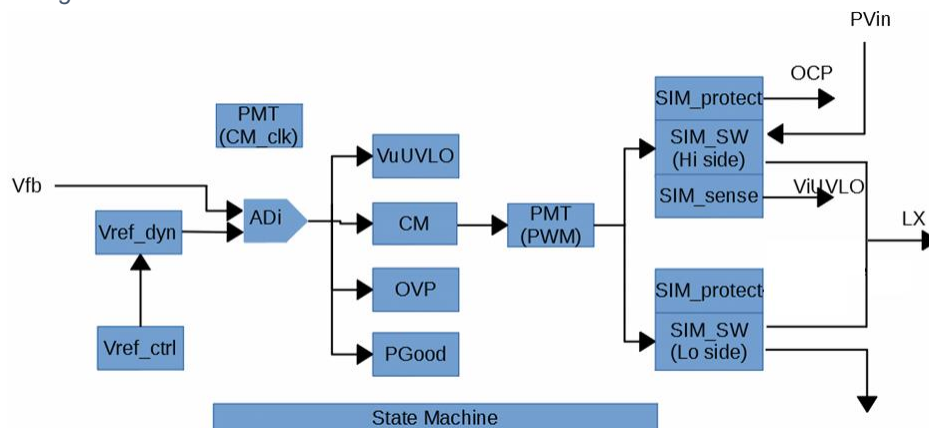 PVin
OCP
SIM_protect
PMT
(CM_clk)
SIM_SW
(Hi side)
VuUVLO
Vfb
SIM_sense
ViUVLO
ADi
Vref_dyn
CM
PMT
(PWM)
LX
OVP
SIM_protect
SIM_SW
(Lo side)
Vref_ctrl
PGood
State Machine